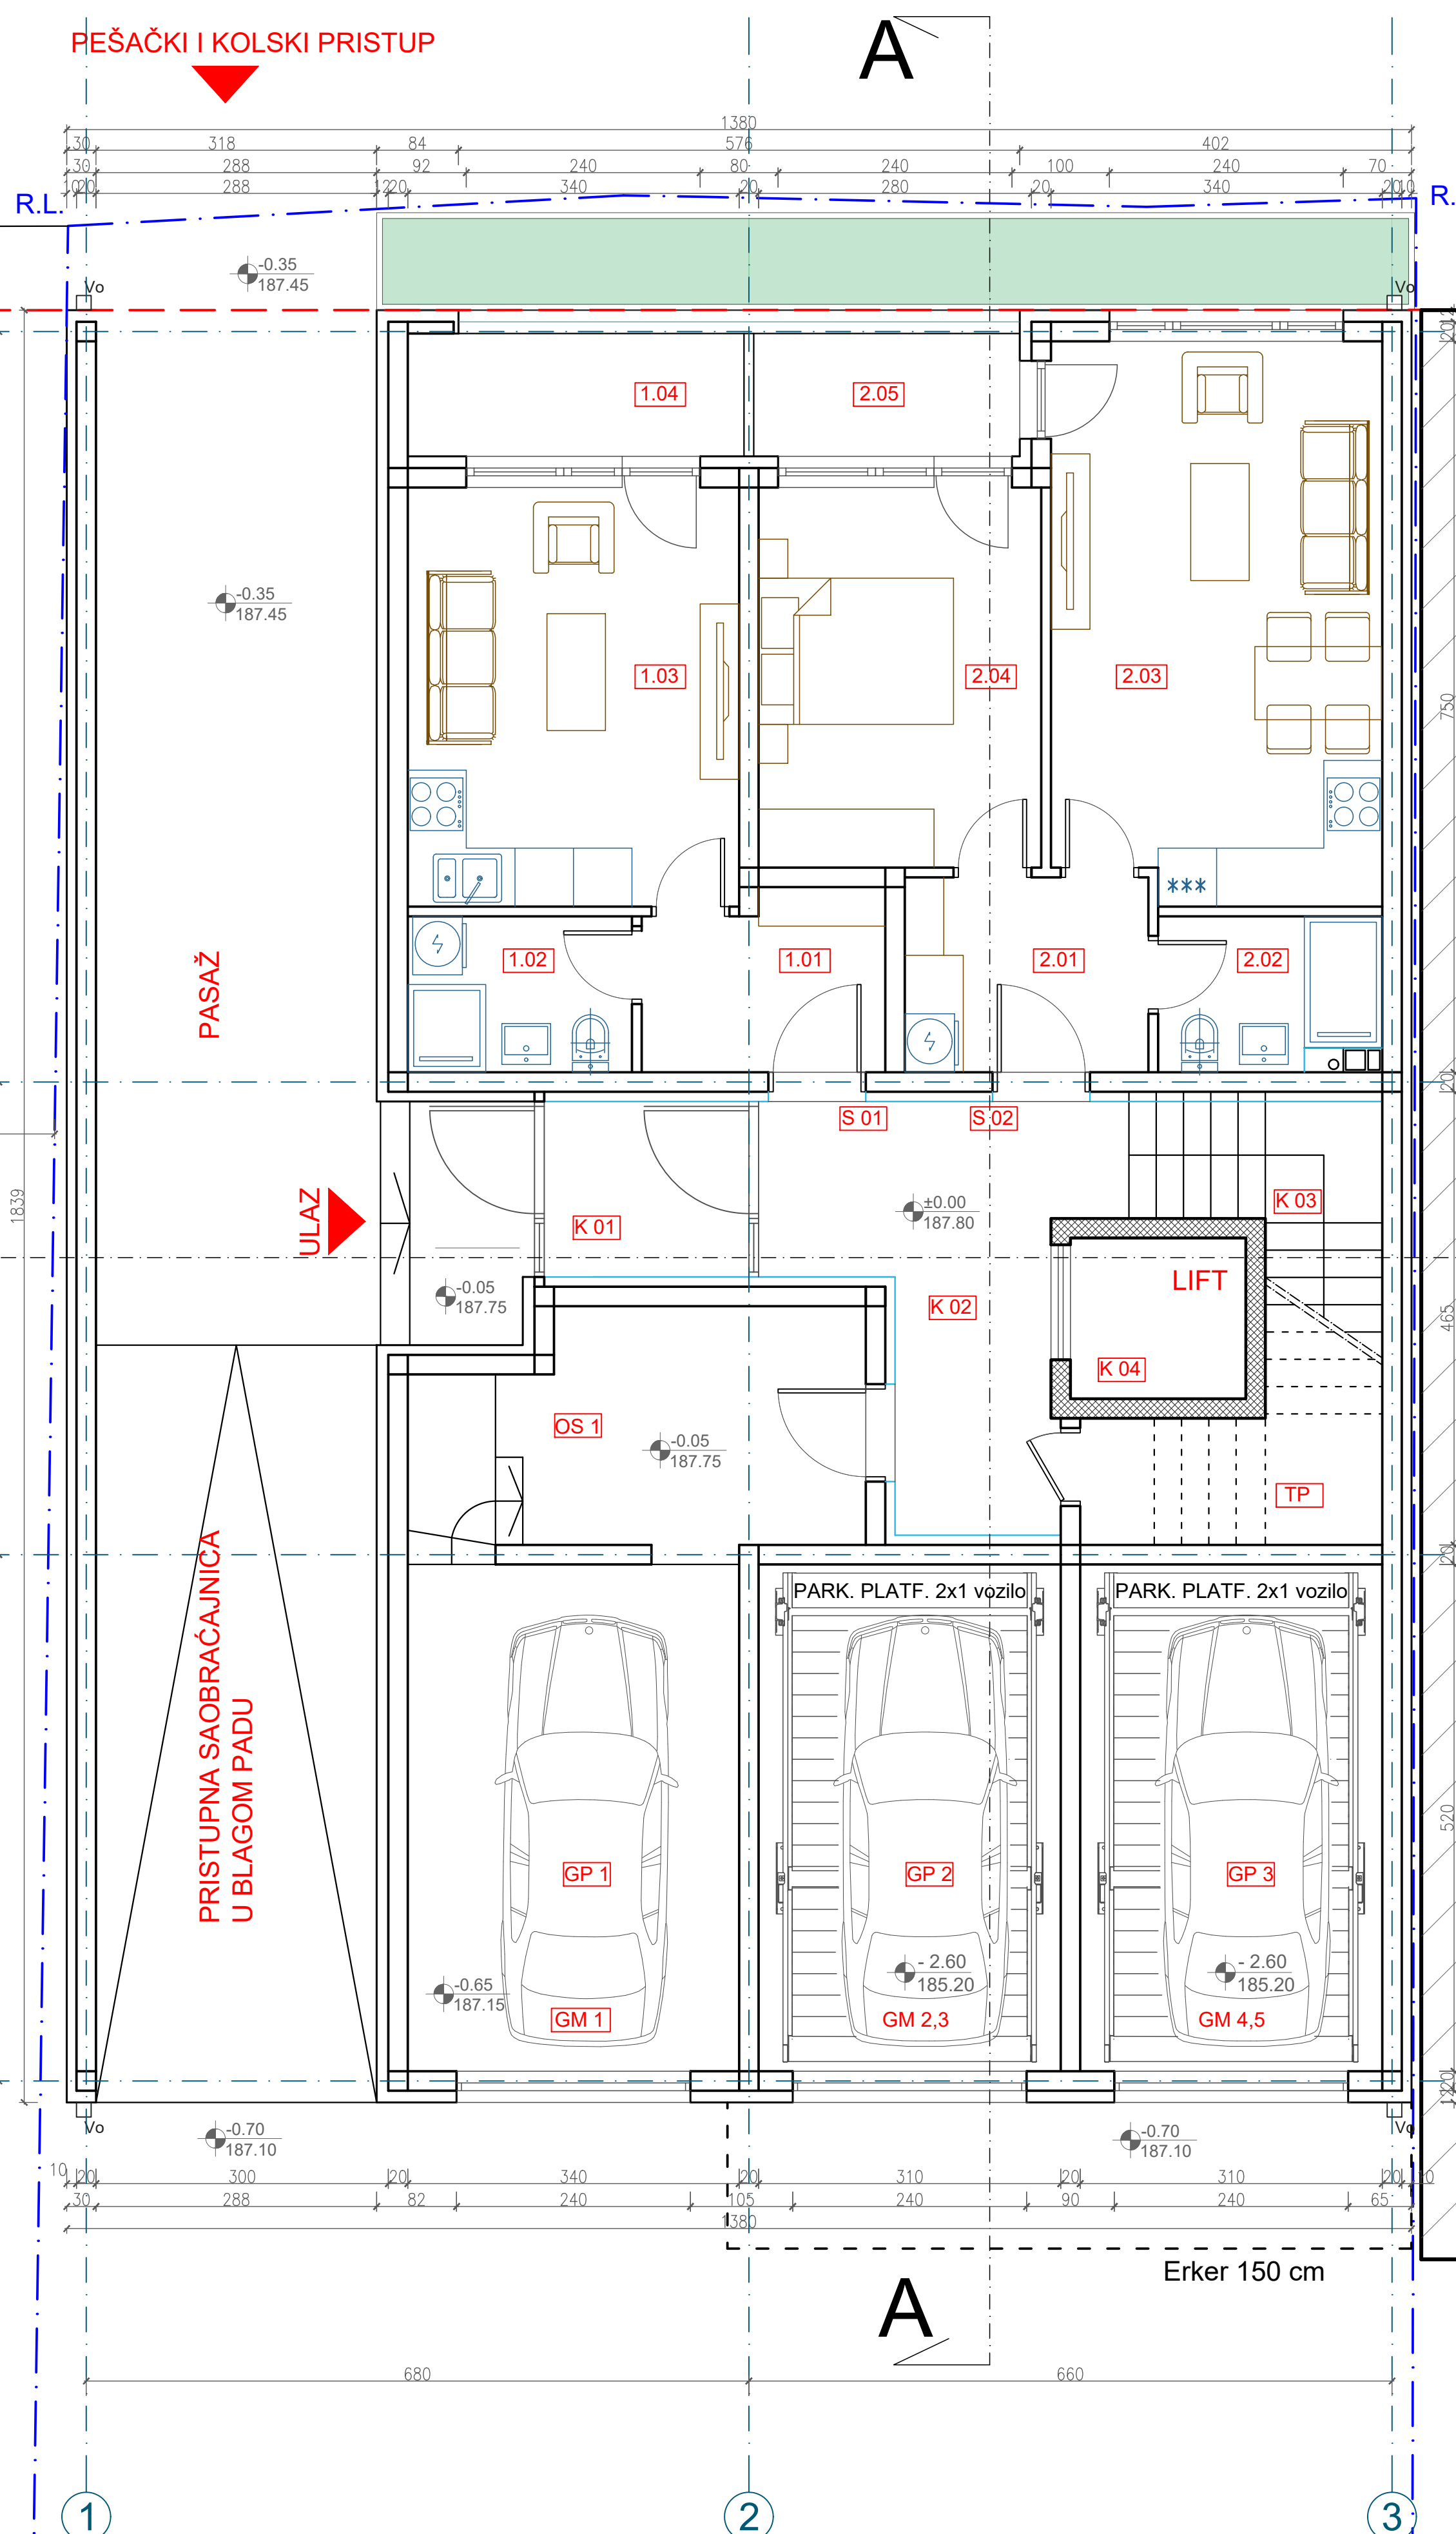 PEŠAČKI I KOLSKI PRISTUP
A
1380
30 318 84 576 402
30 288 92 240 80 240 100 240 70
10 20 288 12 20 340 20 280 20 340 20 10
R.L.
R.
-0.35
187.45
Vo
Vo
1.04
2.05
-0.35
187.45
1.03
2.04
2.03
750
PASAŽ
1.02
1.01
2.01
2.02
20
S 01
S 02
1839
ULAZ
K 01
±0.00
187.80
K 03
-0.05
187.75
K 02
LIFT
465
K 04
OS 1
-0.05
187.75
TP
20
PARK. PLATF. 2x1 vozilo
PARK. PLATF. 2x1 vozilo
PRISTUPNA SAOBRAĆAJNICA
U BLAGOM PADU
520
GP 1
GP 2
GP 3
-0.65
187.15
- 2.60
185.20
- 2.60
185.20
GM 1
GM 2,3
GM 4,5
12 20
Vo
Vo
-0.70
187.10
-0.70
187.10
10 20 300 20 340 20 310 20 310 20 10
30 288 82 240 105 240 90 240 65
1380
Erker 150 cm
A
680 660
1 2 3